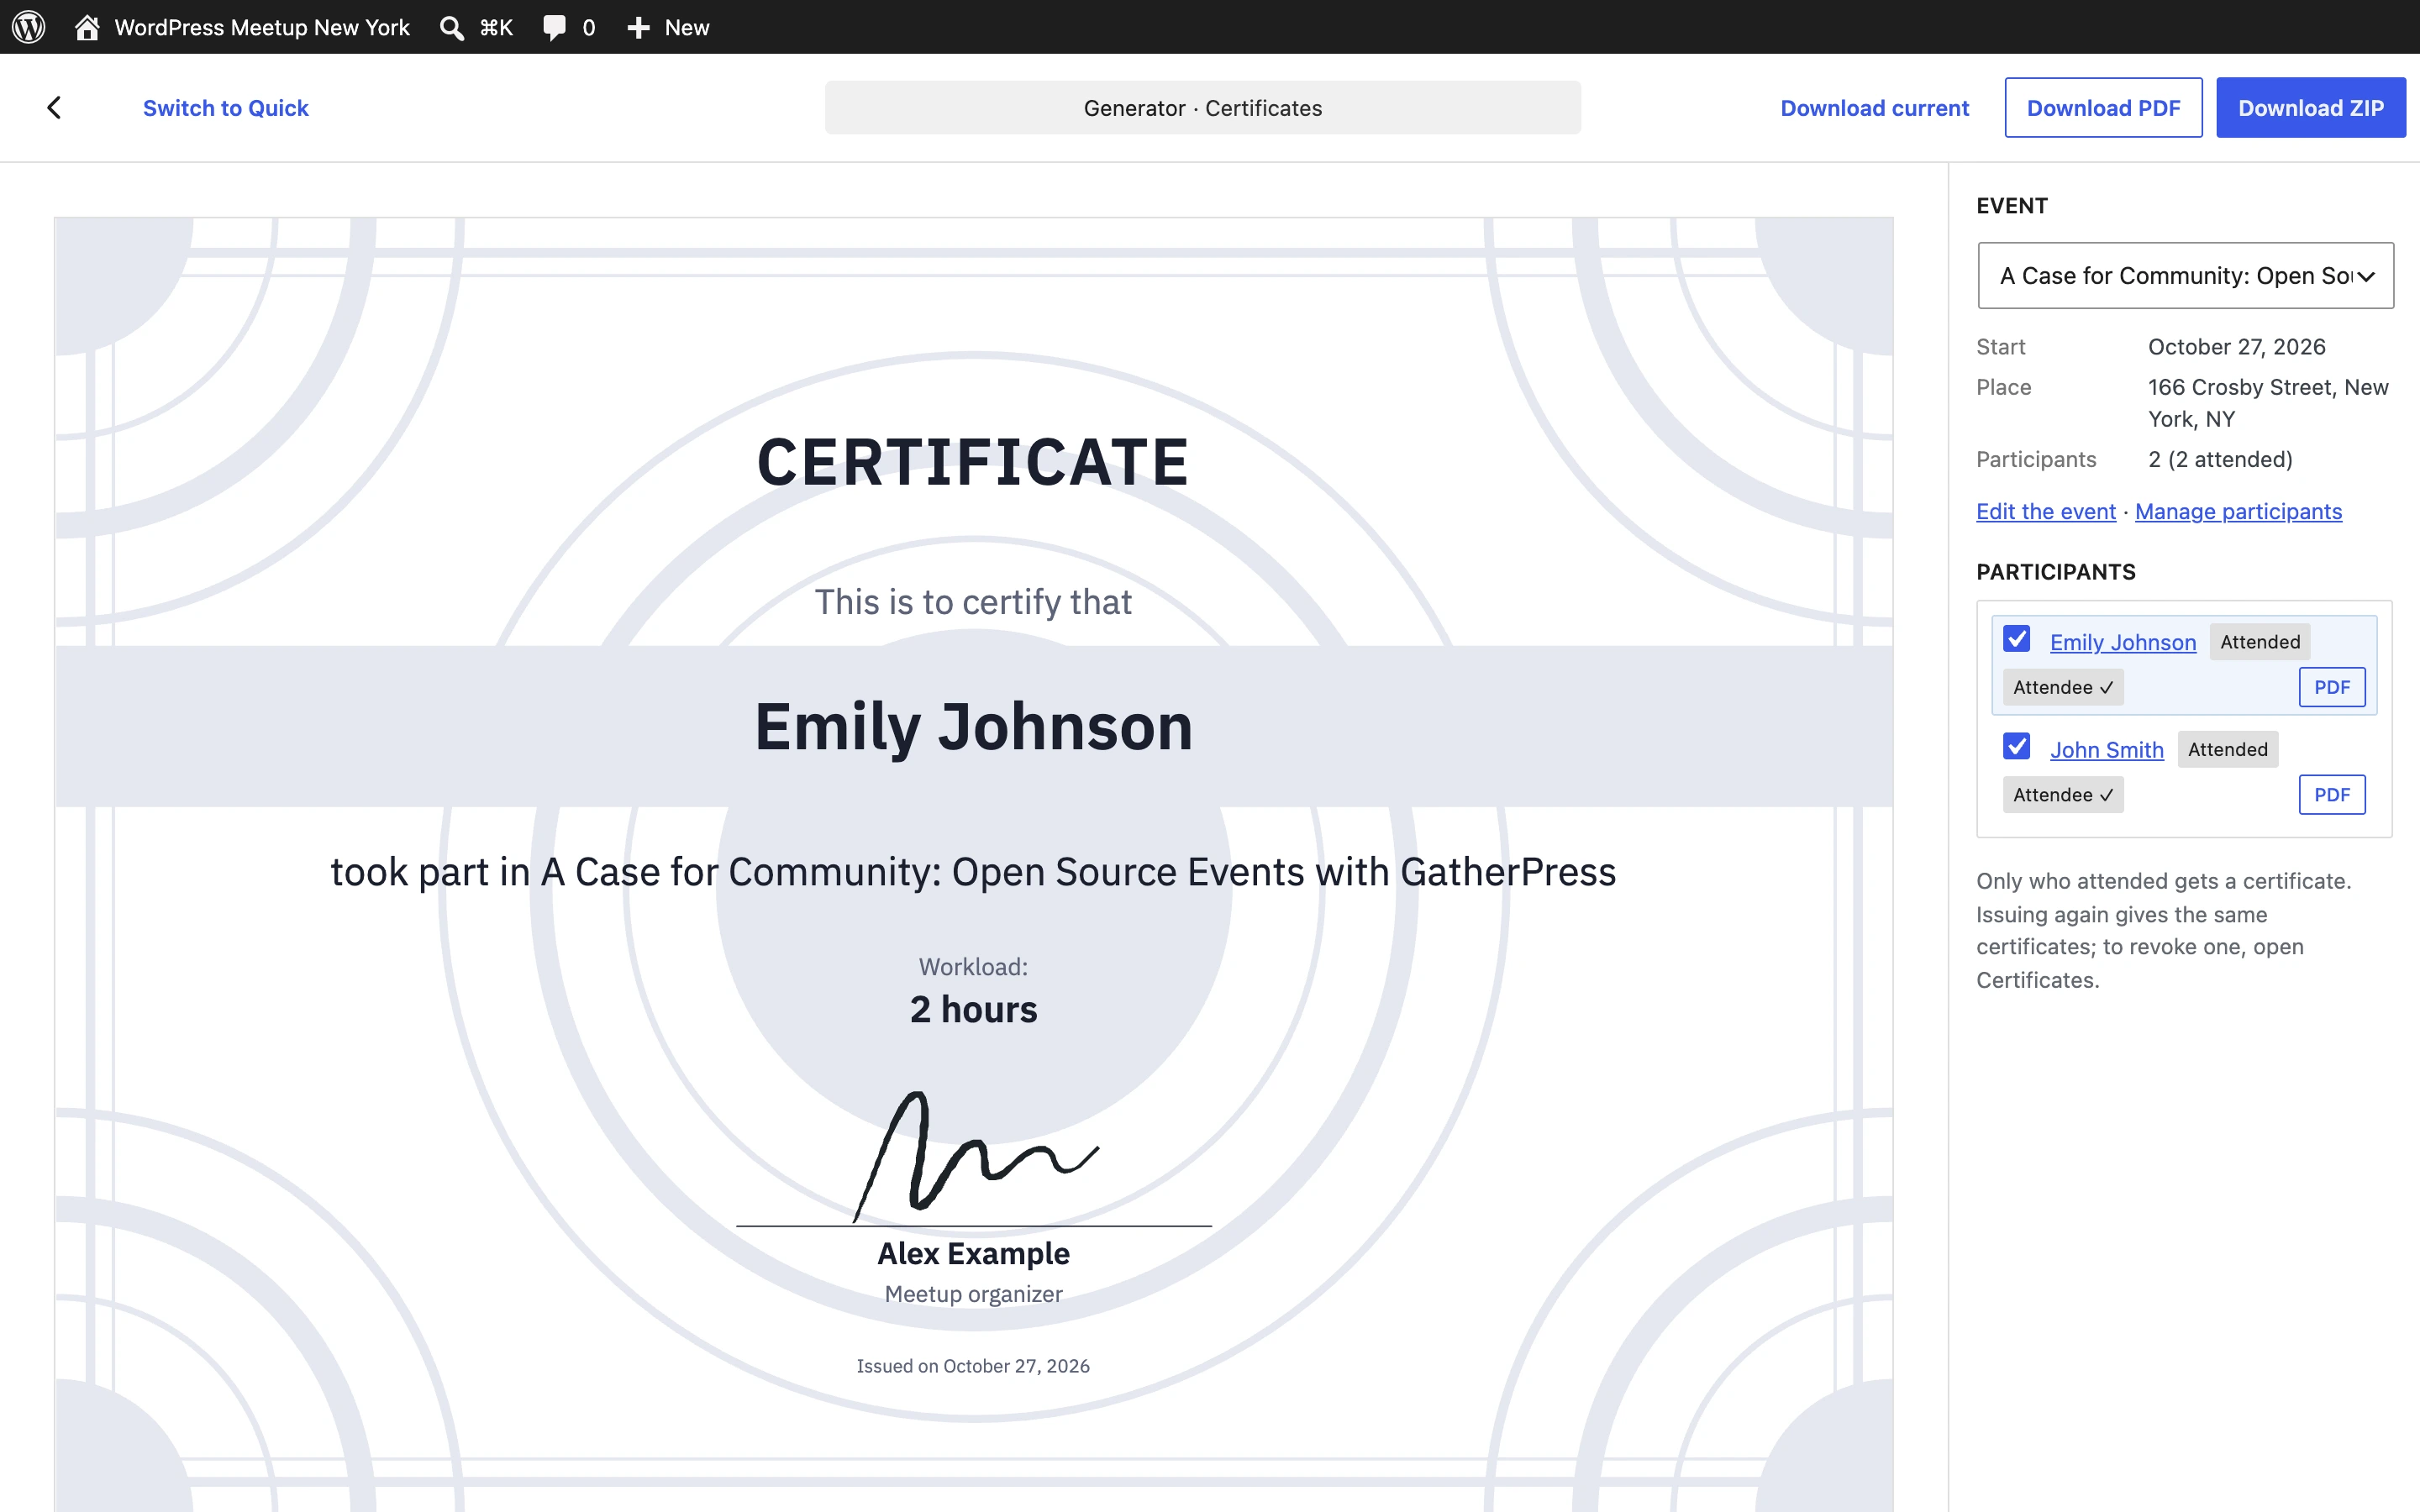 WordPress Meetup New York ⌘K 0 New
Switch to Quick
Generator · Certificates
Download current
Download PDF
Download ZIP
CERTIFICATE
This is to certify that
Emily Johnson
took part in A Case for Community: Open Source Events with GatherPress
Workload:
2 hours
Alex Example
Meetup organizer
Issued on October 27, 2026
EVENT
A Case for Community: Open So
Start October 27, 2026
Place 166 Crosby Street, New
York, NY
Participants 2 (2 attended)
Edit the event · Manage participants
PARTICIPANTS
Emily Johnson Attended
Attendee ✓ PDF
John Smith Attended
Attendee ✓ PDF
Only who attended gets a certificate.
Issuing again gives the same
certificates; to revoke one, open
Certificates.